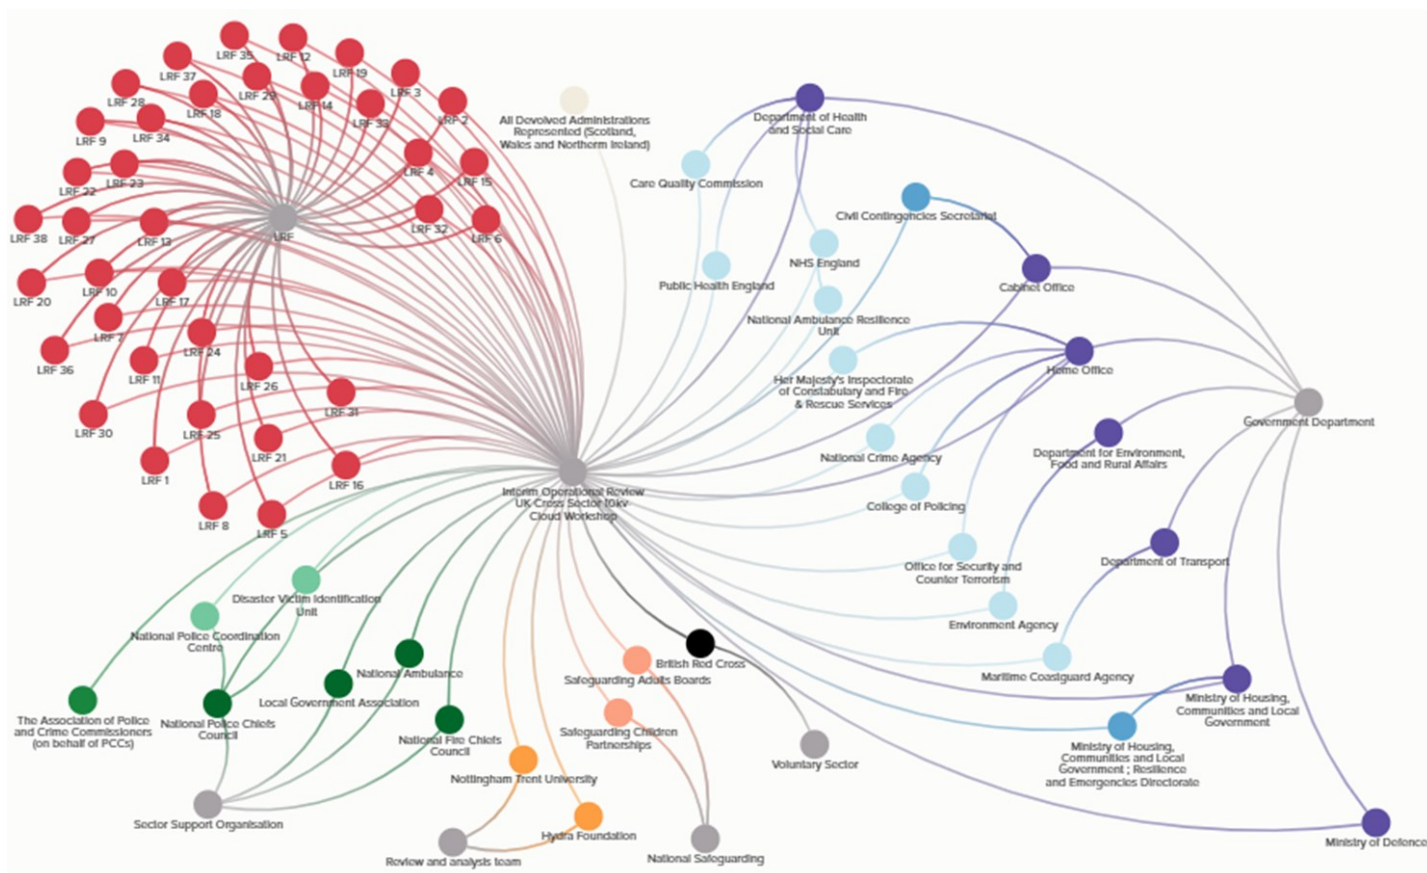 LRF 35
LRF 12
LRF 19
LRF 37
LRF 3
LRF 28
LRF 29
LRF 14
LRF 18
LRF 33
LRF 2
LRF 9
LRF 34
LRF 4
LRF 15
LRF 22
LRF 23
LRF 38
LRF 27
LRF 13
LRF
LRF 32
LRF 6
LRF 20
LRF 10
LRF 17
LRF 7
LRF 24
LRF 36
LRF 11
LRF 26
LRF 31
LRF 30
LRF 25
LRF 21
LRF 1
LRF 16
LRF 8
LRF 5
All Devolved Administrations
Represented (Scotland,
Wales and Northern Ireland)
Department of Health
and Social Care
Care Quality Commission
Civil Contingencies Secretariat
NHS England
Public Health England
Cabinet Office
National Ambulance Resilience
Unit
Her Majesty's Inspectorate
of Constabulary and Fire
& Rescue Services
Home Office
Government Department
National Crime Agency
Department for Environment,
Food and Rural Affairs
College of Policing
Interim Operational Review
UK Cross Sector 10kv
Cloud Workshop
Office for Security and
Counter Terrorism
Department of Transport
Environment Agency
Maritime Coastguard Agency
Ministry of Housing,
Communities and Local
Government
Ministry of Housing,
Communities and Local
Government ; Resilience
and Emergencies Directorate
Ministry of Defence
Disaster Victim Identification
Unit
National Police Coordination
Centre
National Ambulance
Local Government Association
The Association of Police
and Crime Commissioners
(on behalf of PCCs)
National Police Chiefs
Council
National Fire Chiefs
Council
British Red Cross
Safeguarding Adults Boards
Safeguarding Children
Partnerships
Voluntary Sector
Nottingham Trent University
Sector Support Organisation
Hydra Foundation
Review and analysis team
National Safeguarding